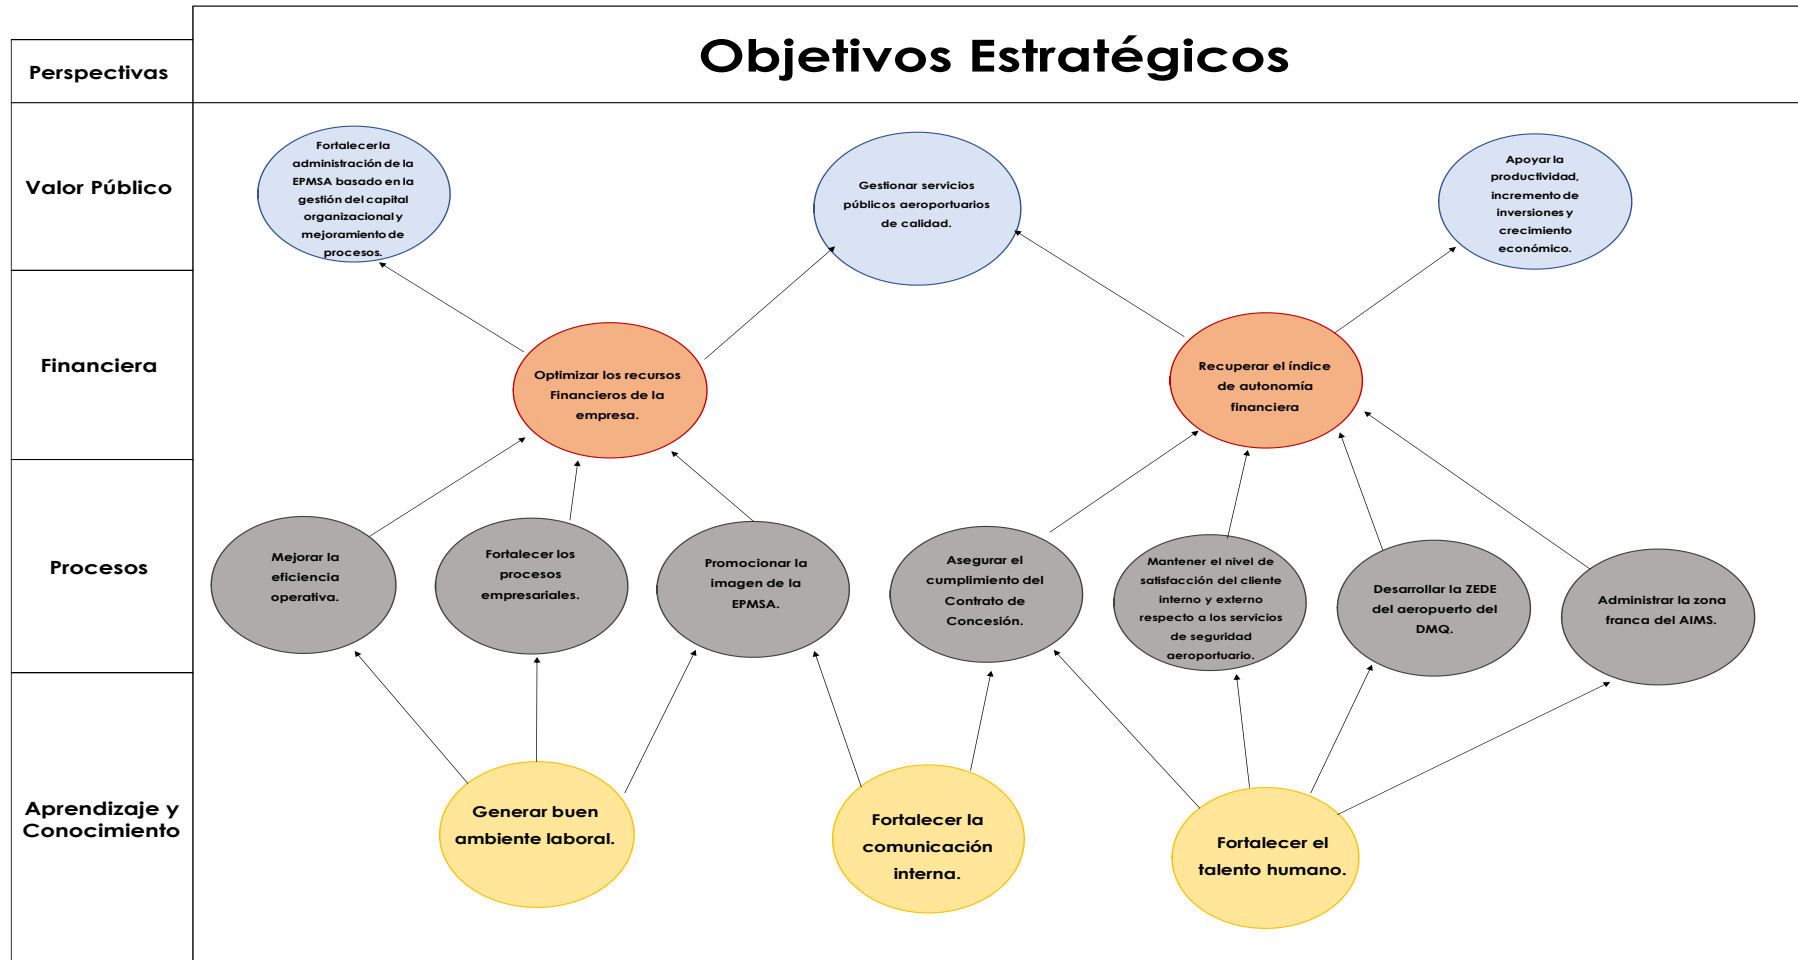 Objetivos Estratégicos
Perspectivas
Valor Público
Fortalecer la
administración de la
EPMSA basado en la
gestión del capital
organizacional y
mejoramiento de
procesos.
Gestionar servicios
públicos aeroportuarios
de calidad.
Apoyar la
productividad,
incremento de
inversiones y
crecimiento
económico.
Financiera
Optimizar los recursos
Financieros de la
empresa.
Recuperar el índice
de autonomía
financiera
Procesos
Mejorar la
eficiencia
operativa.
Fortalecer los
procesos
empresariales.
Promocionar la
imagen de la
EPMSA.
Asegurar el
cumplimiento del
Contrato de
Concesión.
Mantener el nivel de
satisfacción del cliente
interno y externo
respecto a los servicios
de seguridad
aeroportuario.
Desarrollar la ZEDE
del aeropuerto del
DMQ.
Administrar la zona
franca del AIMS.
Aprendizaje y
Conocimiento
Generar buen
ambiente laboral.
Fortalecer la
comunicación
interna.
Fortalecer el
talento humano.